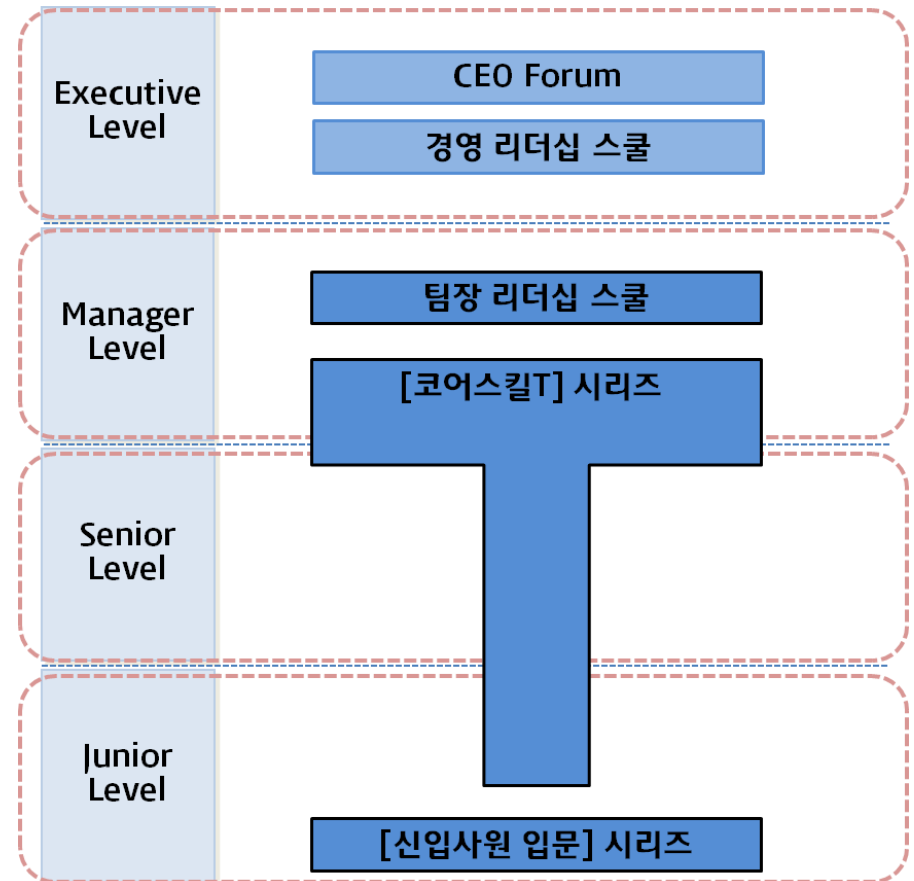 Executive
Level
CEO Forum
경영 리더십 스쿨
Manager
Level
팀장 리더십 스쿨
[코어스킬T] 시리즈
Senior
Level
Junior
Level
[신입사원 입문] 시리즈